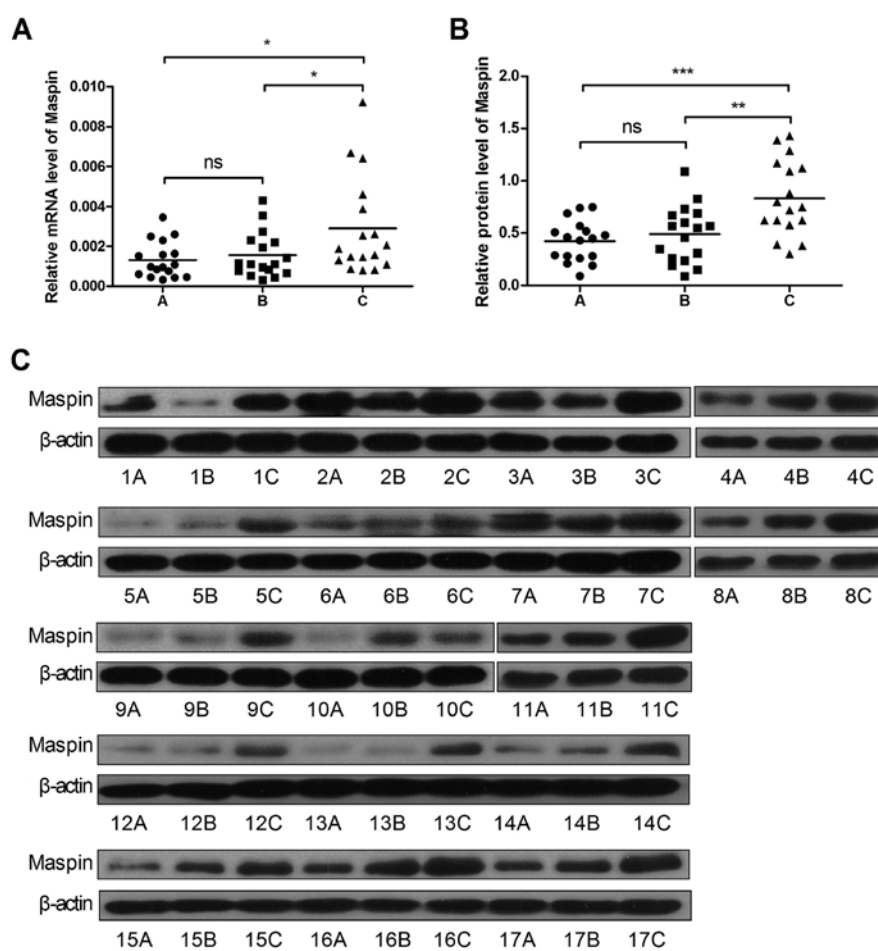 A
Relative mRNA level of Maspin
0.010
0.008
0.006
0.004
0.002
0.000
*
*
ns
A B C
B
Relative protein level of Maspin
2.0
1.5
1.0
0.5
0.0
***
**
ns
A B C
C
Maspin
β-actin
1A 1B 1C 2A 2B 2C 3A 3B 3C 4A 4B 4C
Maspin
β-actin
5A 5B 5C 6A 6B 6C 7A 7B 7C 8A 8B 8C
Maspin
β-actin
9A 9B 9C 10A 10B 10C 11A 11B 11C
Maspin
β-actin
12A 12B 12C 13A 13B 13C 14A 14B 14C
Maspin
β-actin
15A 15B 15C 16A 16B 16C 17A 17B 17C